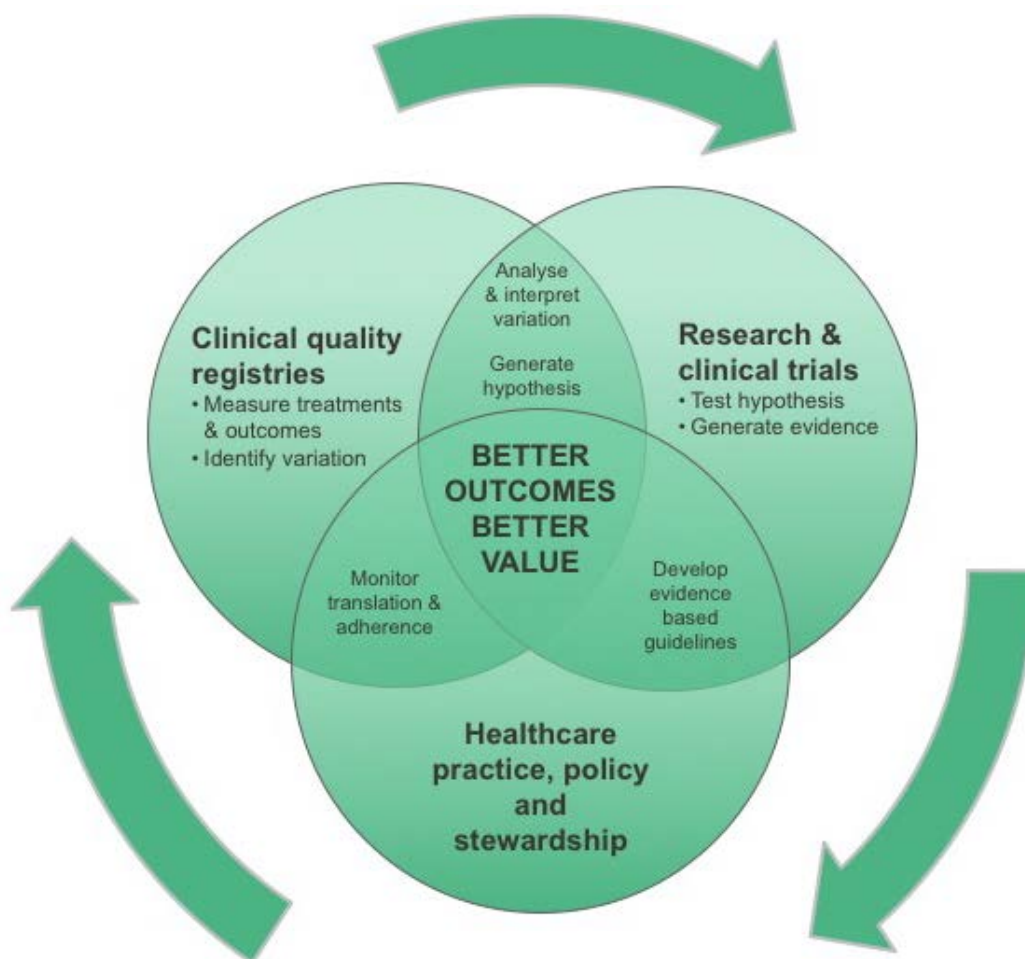 Analyse
& interpret
variation
Generate
hypothesis
Clinical quality
registries
• Measure treatments
& outcomes
• Identify variation
Research &
clinical trials
• Test hypothesis
• Generate evidence
BETTER
OUTCOMES
BETTER
VALUE
Monitor
translation &
adherence
Develop
evidence
based
guidelines
Healthcare
practice, policy
and
stewardship